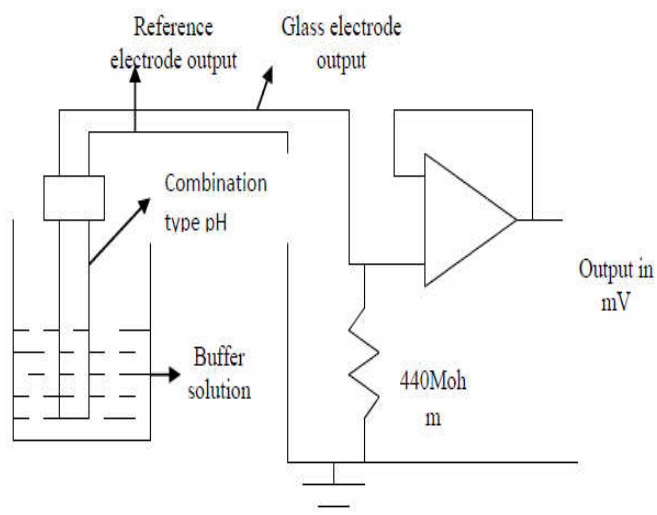 Reference
electrode output
Glass electrode
output
Combination
type pH
Output in
mV
Buffer
solution
440Moh
m